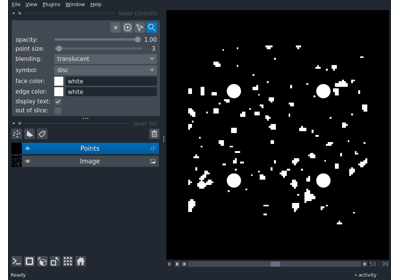 File View Plugins Window Help
layer controls
opacity: 1.00
point size: 3
blending: translucent
symbol: disc
face color: white
edge color: white
display text:
out of slice:
layer list
Points
Image
50 99
Ready activity